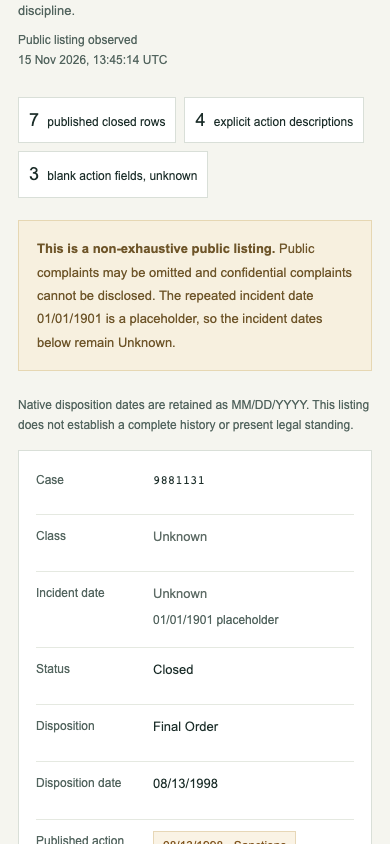 discipline.
Public listing observed
15 Nov 2026, 13:45:14 UTC
7 published closed rows
4 explicit action descriptions
3 blank action fields, unknown
This is a non-exhaustive public listing. Public
complaints may be omitted and confidential complaints
cannot be disclosed. The repeated incident date
01/01/1901 is a placeholder, so the incident dates
below remain Unknown.
Native disposition dates are retained as MM/DD/YYYY. This listing
does not establish a complete history or present legal standing.
Case 9881131
Class Unknown
Incident date Unknown
01/01/1901 placeholder
Status Closed
Disposition Final Order
Disposition date 08/13/1998
Published action 08/13/1998 - Sanctions